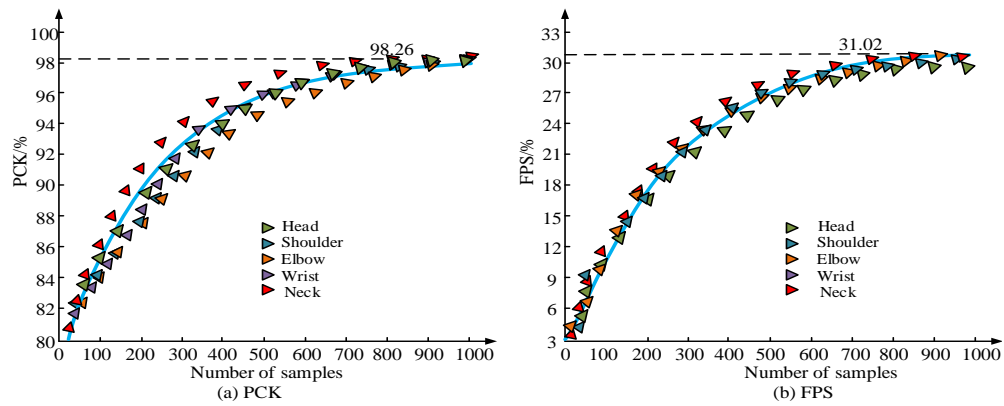 100
98
96
94
92
90
88
86
84
82
80
PCK/%
98.26
Head
Shoulder
Elbow
Wrist
Neck
0 100 200 300 400 500 600 700 800 900 1000
Number of samples
(a) PCK
33
30
27
24
21
18
15
12
9
6
3
FPS/%
31.02
Head
Shoulder
Elbow
Wrist
Neck
0 100 200 300 400 500 600 700 800 900 1000
Number of samples
(b) FPS